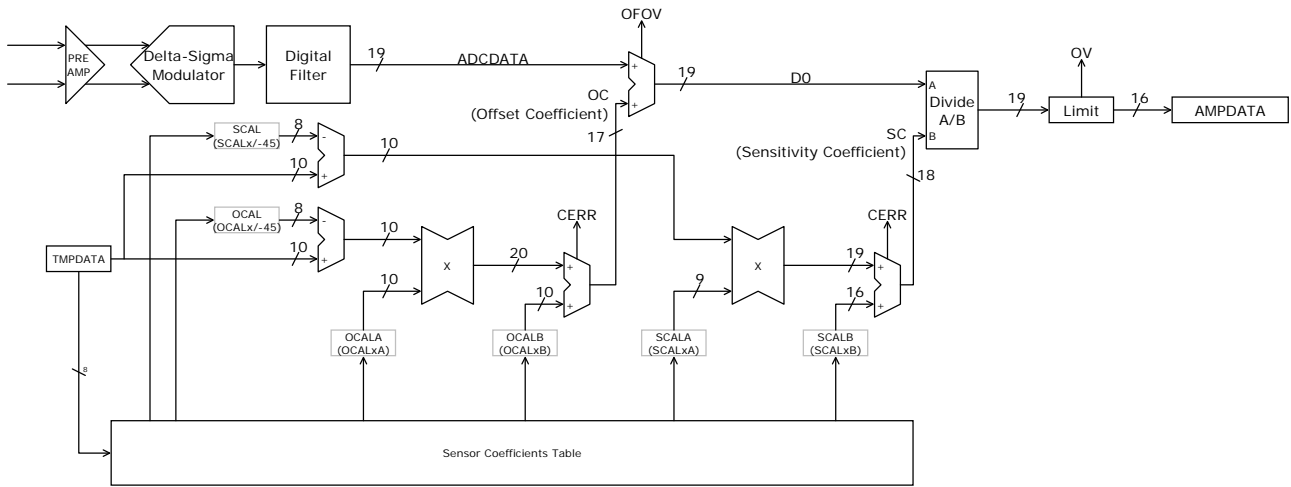 OFOV
PRE
AMP
Delta-Sigma
Modulator
Digital
Filter
19
ADCDATA
+
+
19
D0
A
B
Divide
A/B
19
OV
Limit
16
AMPDATA
OC
(Offset Coefficient)
17
SC
(Sensitivity Coefficient)
18
SCAL
(SCALx/-45)
8
-
10
+
10
OCAL
(OCALx/-45)
8
-
10
+
10
TMPDATA
X
20
10
CERR
+
+
10
X
19
9
CERR
+
+
16
OCALA
(OCALxA)
OCALB
(OCALxB)
SCALA
(SCALxA)
SCALB
(SCALxB)
8
Sensor Coefficients Table